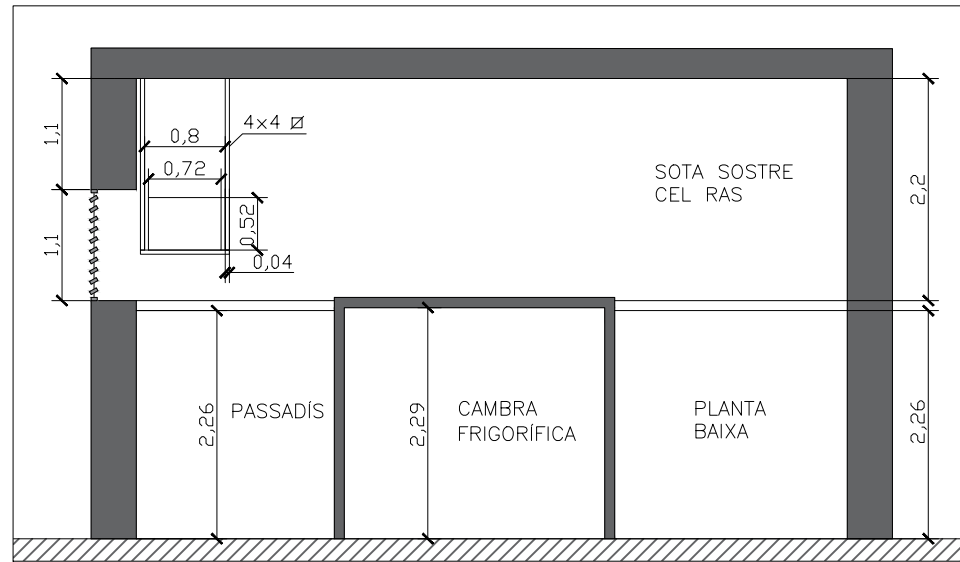 1,1
0,8
4x4 ⌀
0,72
SOTA SOSTRE
CEL RAS
2,2
0,52
1,1
0,04
2,26
PASSADÍS
2,29
CAMBRA
FRIGORÍFICA
PLANTA
BAIXA
2,26